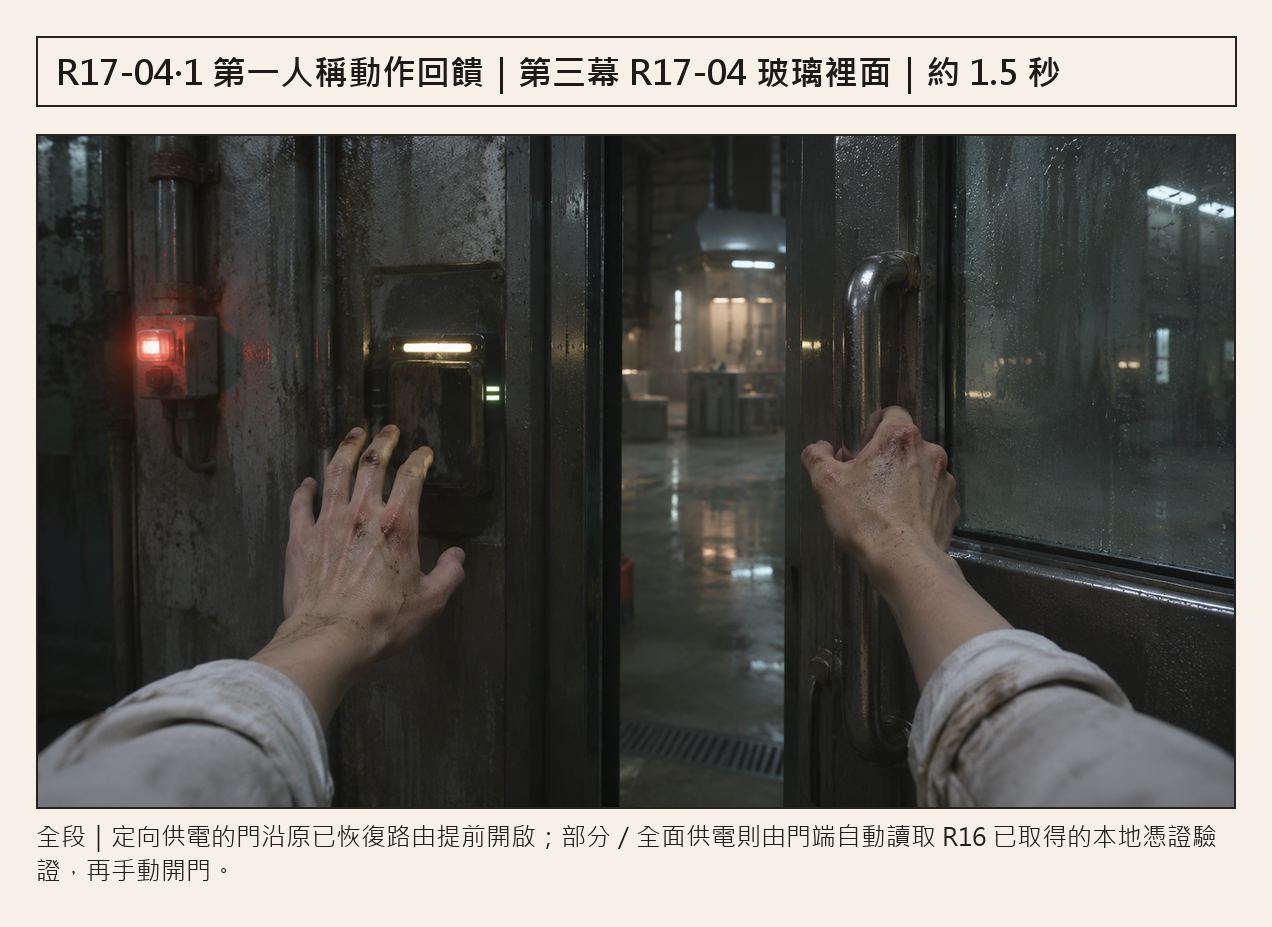 R17-04·1 第一人稱動作回饋 | 第三幕 R17-04 玻璃裡面 | 約 1.5 秒
全段 | 定向供電的門沿原已恢復路由提前開啟；部分 / 全面供電則由門端自動讀取 R16 已取得的本地憑證驗
證，再手動開門。